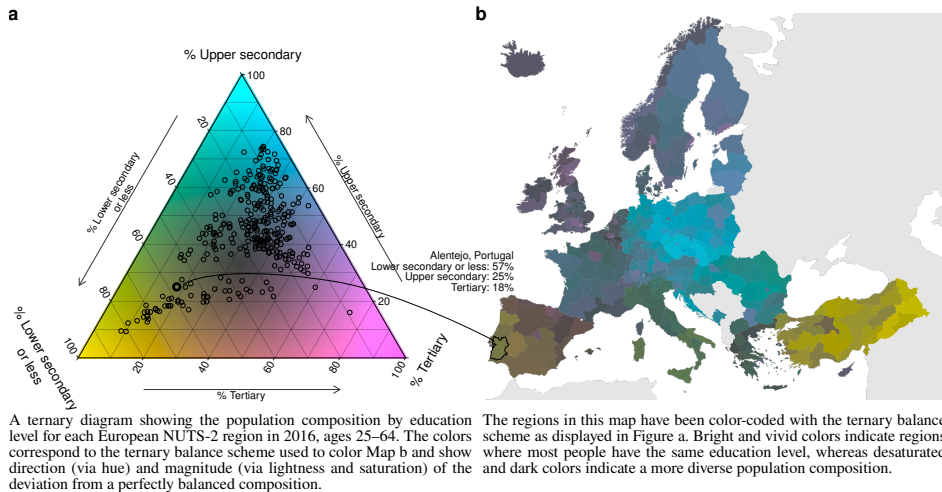 a
% Upper secondary
100
80
60
40
20
20
40
60
80
100
20
40
60
80
100
% Lower secondary
or less
% Upper secondary
% Lower secondary
or less
% Tertiary
% Tertiary
b
Alentejo, Portugal
Lower secondary or less: 57%
Upper secondary: 25%
Tertiary: 18%
A ternary diagram showing the population composition by education
level for each European NUTS-2 region in 2016, ages 25–64. The colors
correspond to the ternary balance scheme used to color Map b and show
direction (via hue) and magnitude (via lightness and saturation) of the
deviation from a perfectly balanced composition.
The regions in this map have been color-coded with the ternary balance
scheme as displayed in Figure a. Bright and vivid colors indicate regions
where most people have the same education level, whereas desaturated
and dark colors indicate a more diverse population composition.